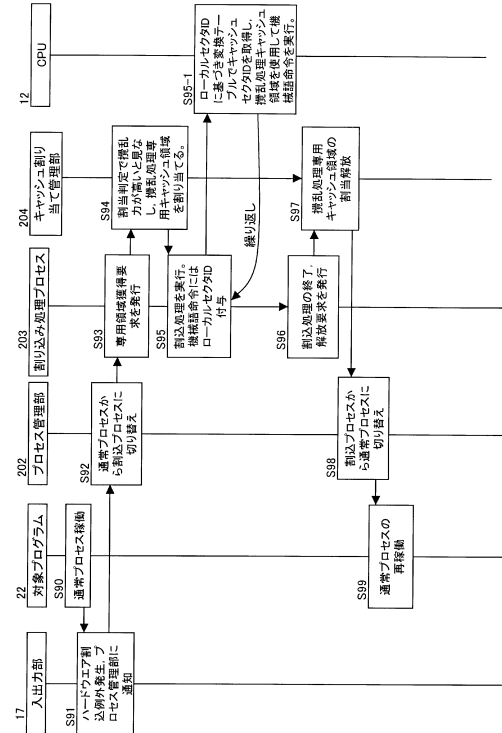 17
入出力部
22
対象プログラム
202
プロセス管理部
203
割り込み処理プロセス
204
キャッシュ割り
当て管理部
12
CPU
S90
通常プロセス稼働
S91
ハードウエア割
込例外発生、プ
ロセス管理部に
通知
S92
通常プロセスか
ら割込プロセスに
切り替え
S93
専用領域獲得要
求を発行
S94
割当判定で攪乱
力が高いと見な
し、攪乱処理専
用キャッシュ領域
を割り当てる。
S95
割込処理を実行。
機械語命令には
ローカルセクタID
付与
S95-1
ローカルセクタID
に基づき変換テー
ブルでキャッシュ
セクタIDを取得し、
攪乱処理キャッシュ
領域を使用して機
械語命令を実行。
繰り返し
S96
割込処理の終了、
解放要求を発行
S97
攪乱処理専用
キャッシュ領域の
割当解放
S98
割込プロセスか
ら通常プロセスに
切り替え
S99
通常プロセスの
再稼働